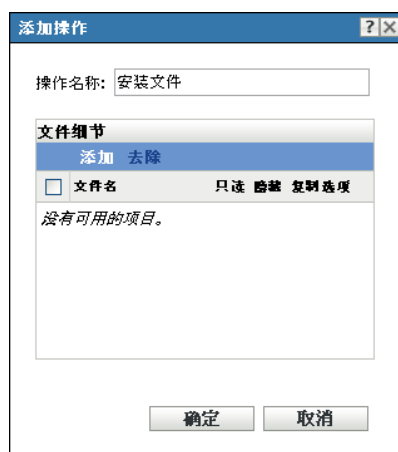 添加操作 ?
操作名称: 安装文件
文件细节
添加 去除
文件名 只读 隐藏 复制选项
没有可用的项目。
确定 取消